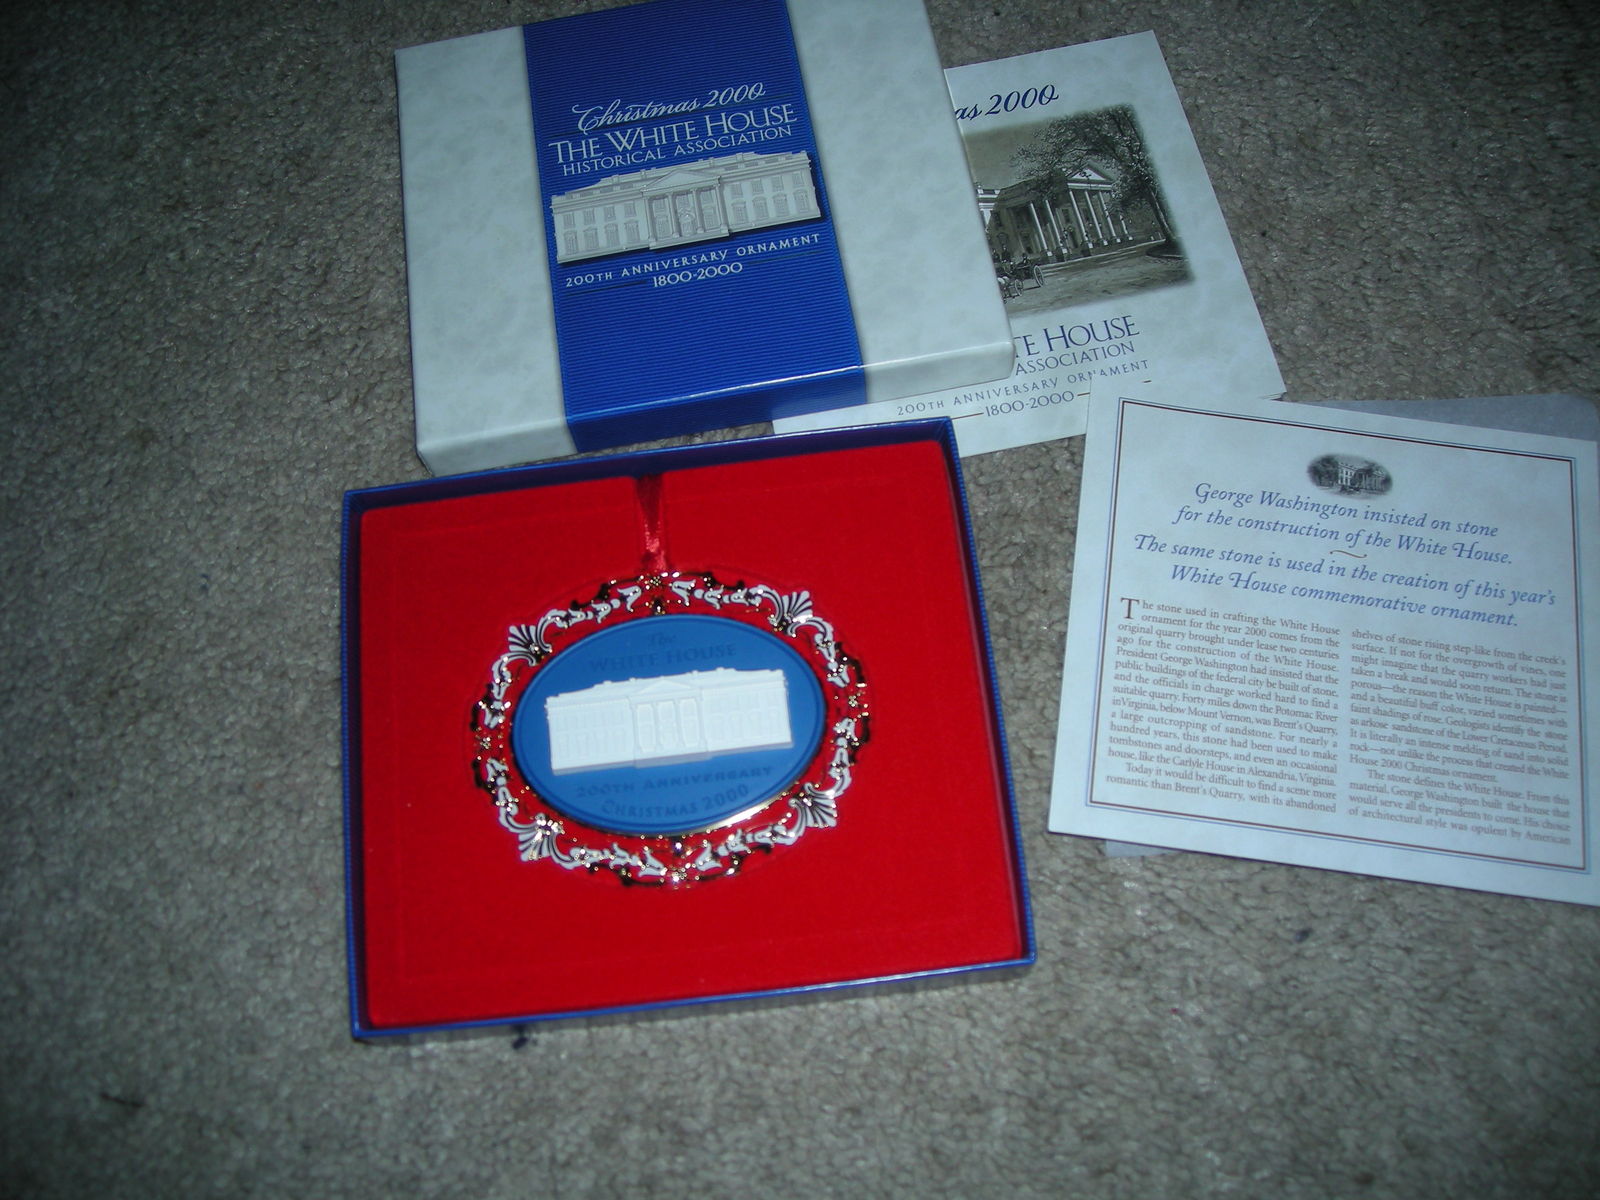 Christmas 2000
THE WHITE HOUSE
HISTORICAL ASSOCIATION
200TH ANNIVERSARY ORNAMENT
1800-2000
as 2000
TE HOUSE
ASSOCIATION
200TH ANNIVERSARY ORNAMENT
1800-2000
The
WHITE HOUSE
200TH ANNIVERSARY
CHRISTMAS 2000
George Washington insisted on stone
for the construction of the White House.
The same stone is used in the creation of this year's
White House commemorative ornament.
The stone used in crafting the White House
ornament for the year 2000 comes from the
original quarry brought under lease two centuries
ago for the construction of the White House.
President George Washington had insisted that the
public buildings of the federal city be built of stone,
and the officials in charge worked hard to find a
suitable quarry. Forty miles down the Potomac River
in Virginia, below Mount Vernon, was Brent's Quarry,
a large outcropping of sandstone. For nearly a
hundred years, this stone had been used to make
tombstones and doorsteps, and even an occasional
house, like the Carlyle House in Alexandria, Virginia.
Today it would be difficult to find a scene more
romantic than Brent's Quarry, with its abandoned
shelves of stone rising step-like from the creek's
surface. If not for the overgrowth of vines, one
might imagine that the quarry workers had just
taken a break and would soon return. The stone is
porous—the reason the White House is painted—
and a beautiful buff color, varied sometimes with
faint shadings of rose. Geologists identify the stone
as arkose sandstone of the Lower Cretaceous Period.
It is literally an intense melding of sand into solid
rock—not unlike the process that created the White
House 2000 Christmas ornament.
The stone defines the White House. From this
material, George Washington built the house that
would serve all the presidents to come. His choice
of architectural style was opulent by American